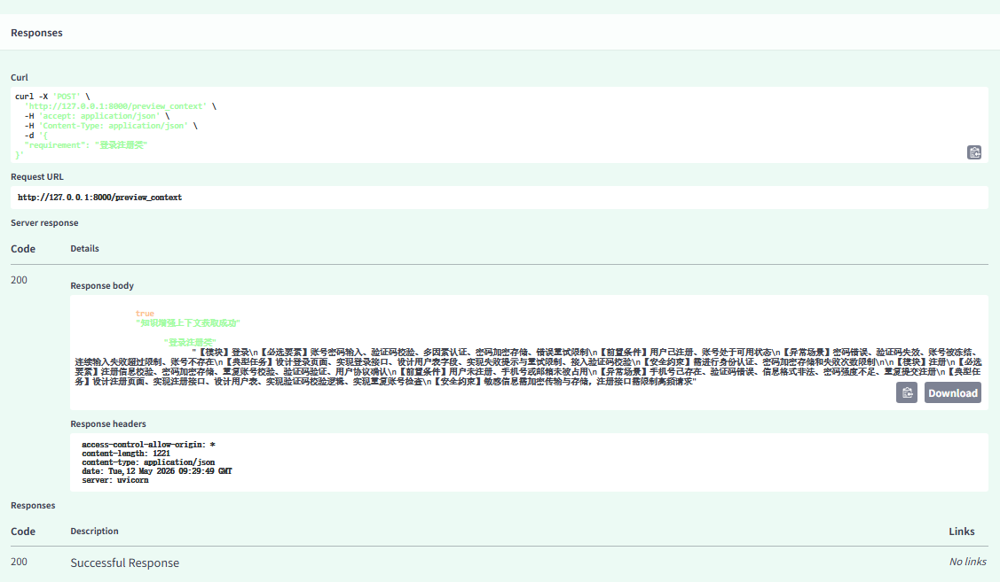 Responses
Curl
curl -X 'POST' \
'http://127.0.0.1:8000/preview_context' \
-H 'accept: application/json' \
-H 'Content-Type: application/json' \
-d '{
"requirement": "登录注册类"
}'
Request URL
http://127.0.0.1:8000/preview_context
Server response
Code Details
200
Response body
true
"知识增强上下文获取成功"
"登录注册类"
"【模块】登录\n【必选要素】账号密码输入、验证码校验、多因素认证、密码加密存储、错误重试限制\n【前置条件】用户已注册、账号处于可用状态\n【异常场景】密码错误、验证码失效、账号被冻结、
连续输入失败超过限制、账号不存在\n【典型任务】设计登录页面、实现登录接口、设计用户表字段、实现失败提示与重试限制、接入验证码校验\n【安全约束】需进行身份认证、密码加密存储和失败次数限制\n\n【模块】注册\n【必选
要素】注册信息校验、密码加密存储、重复账号校验、验证码验证、用户协议确认\n【前置条件】用户未注册、手机号或邮箱未被占用\n【异常场景】手机号已存在、验证码错误、信息格式非法、密码强度不足、重复提交注册\n【典型任
务】设计注册页面、实现注册接口、设计用户表、实现验证码校验逻辑、实现重复账号检查\n【安全约束】敏感信息需加密传输与存储，注册接口需限制高频请求"
Download
Response headers
access-control-allow-origin: *
content-length: 1221
content-type: application/json
date: Tue,12 May 2026 09:29:49 GMT
server: uvicorn
Responses
Code Description Links
200 Successful Response No links